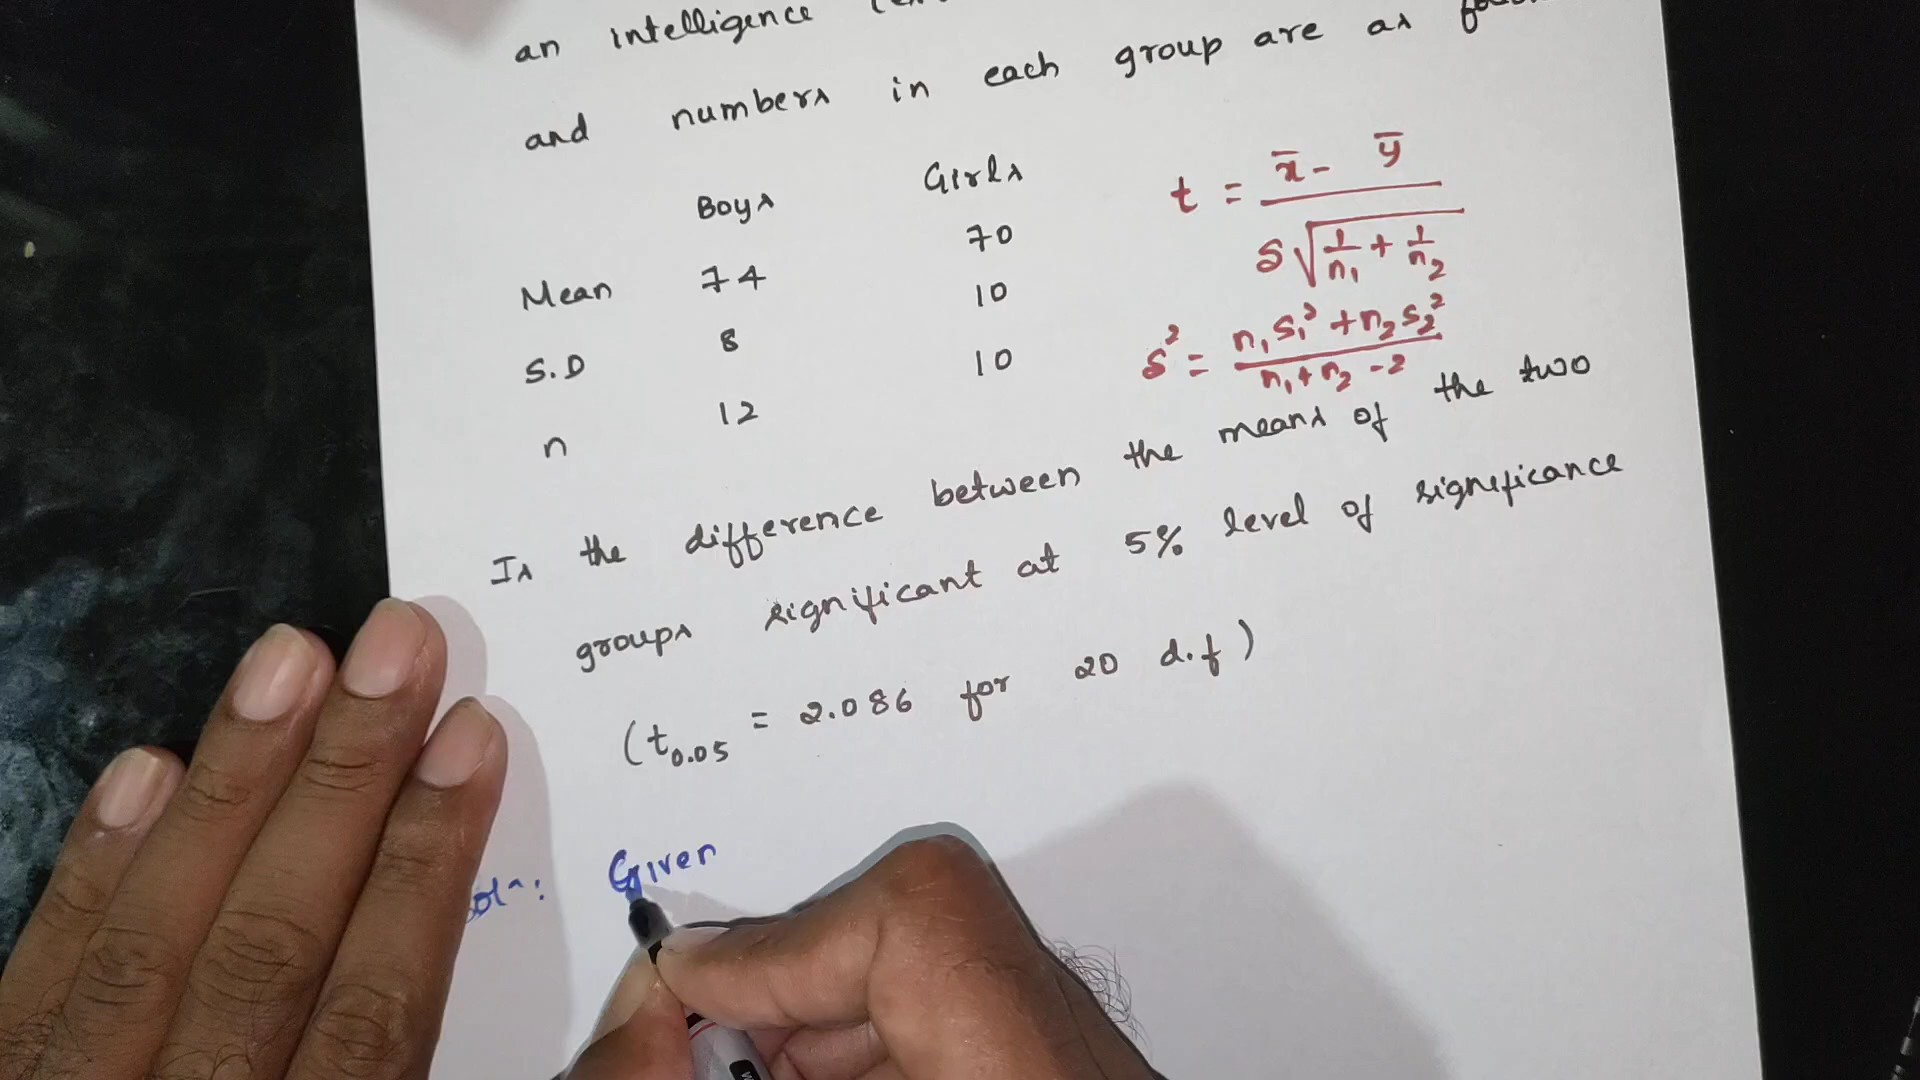 an intelligence
and numbers in each group are as
Boys Girls
Mean 74 70
S.D 8 10
n 12 10
t = x̄ - ȳ / s√(1/n₁ + 1/n₂)
s² = n₁s₁² + n₂s₂² / n₁ + n₂ - 2
Is the difference between the means of the two
groups significant at 5% level of significance
(t₀.₀₅ = 2.086 for 20 d.f)
Solⁿ: Given